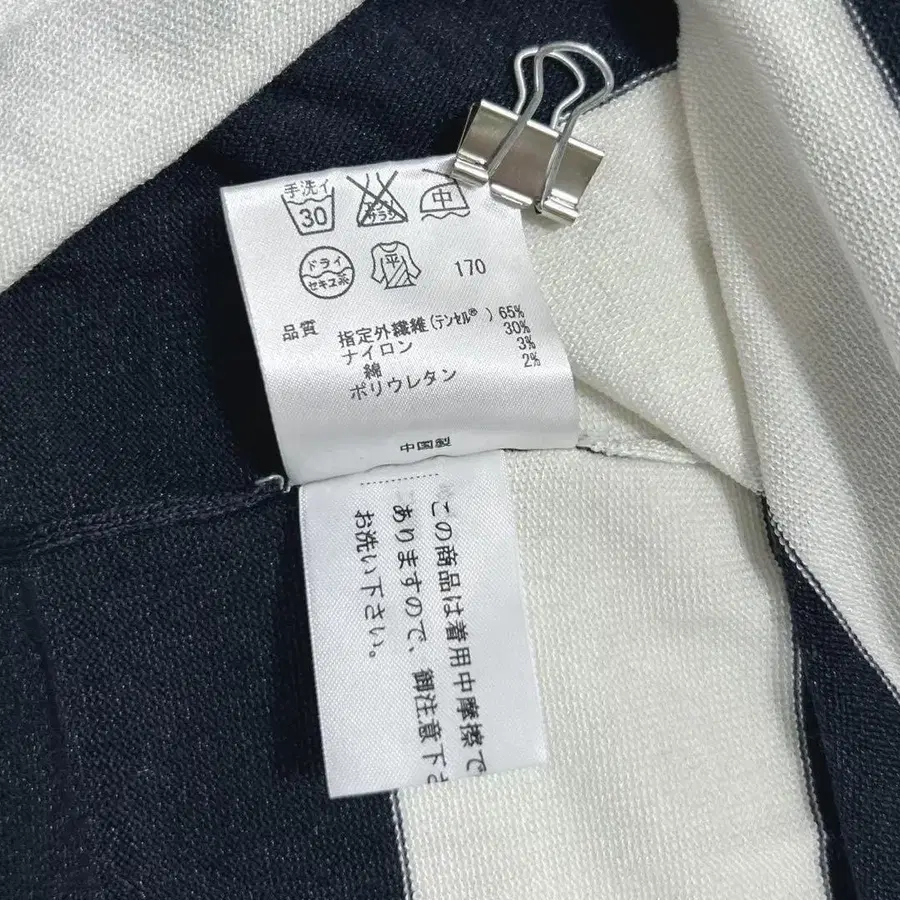 手洗イ
30
エンソ
サラシ
中
ドライ
セキユ系
平
170
品質 指定外繊維(テンセル®) 65%
ナイロン 30%
綿 3%
ポリウレタン 2%
中国製
この商品は着用中摩擦で
ありますので、御注意下さ
お洗い下さい。